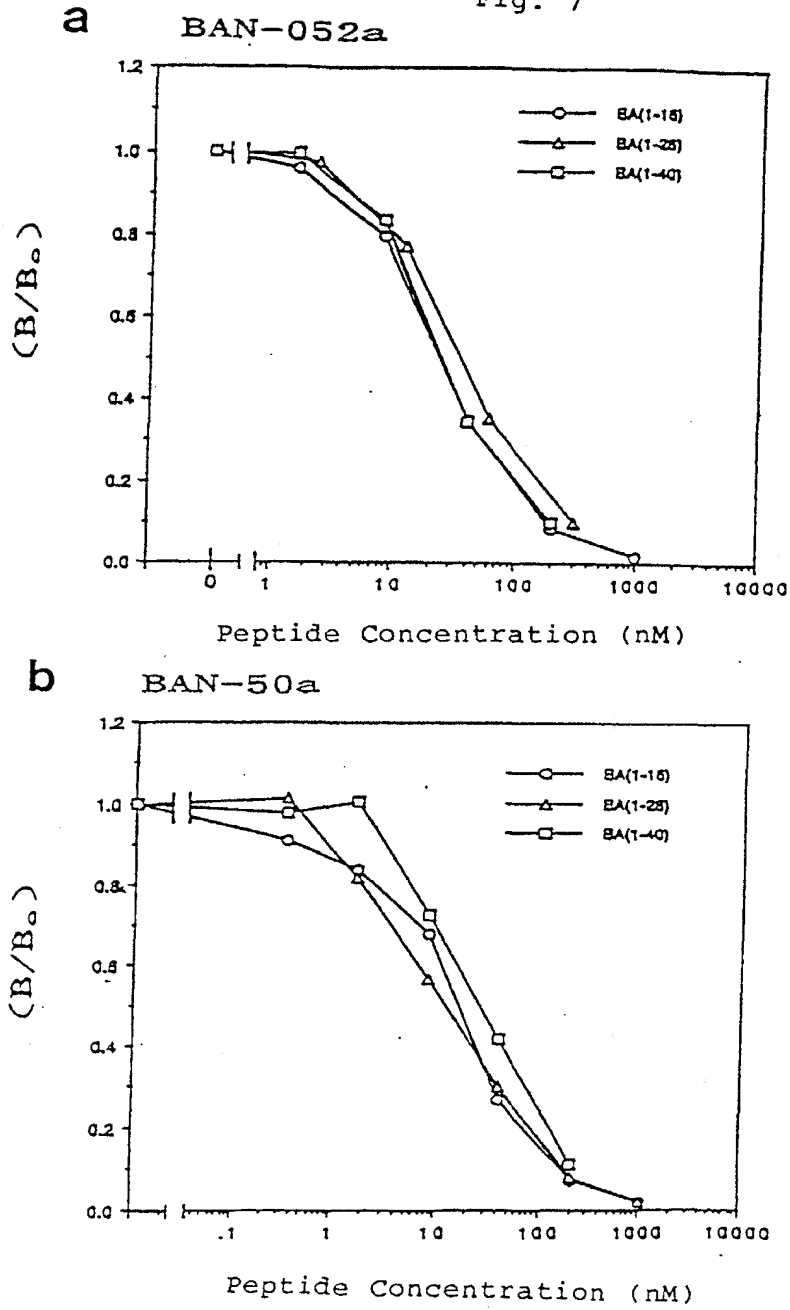 Fig. 7
a
BAN-052a
1.2
1.0
0.8
0.6
0.4
0.2
0.0
(B/B₀)
BA(1-16)
BA(1-28)
BA(1-40)
0
1
10
100
1000
10000
Peptide Concentration (nM)
b
BAN-50a
1.2
1.0
0.8
0.6
0.4
0.2
0.0
(B/B₀)
BA(1-16)
BA(1-28)
BA(1-40)
.1
1
10
100
1000
10000
Peptide Concentration (nM)